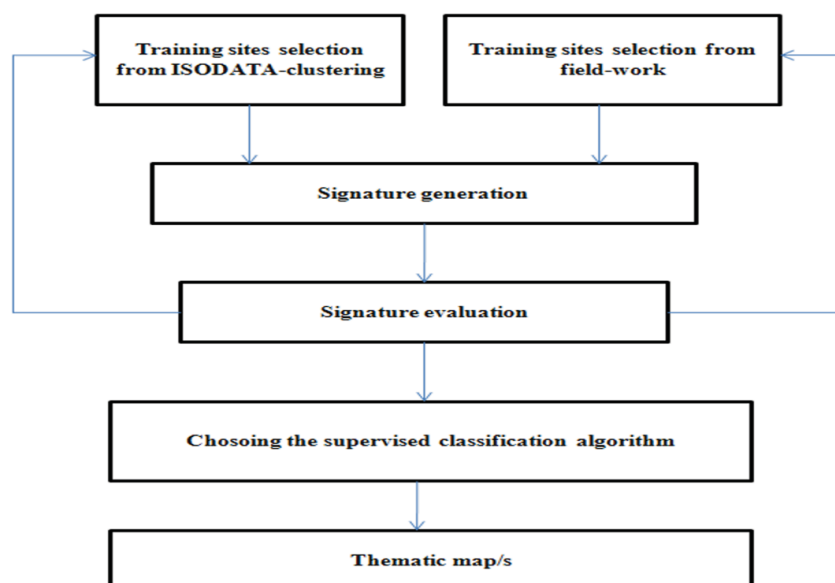 Training sites selection
from ISODATA-clustering
Training sites selection from
field-work
Signature generation
Signature evaluation
Chosoing the supervised classification algorithm
Thematic map/s